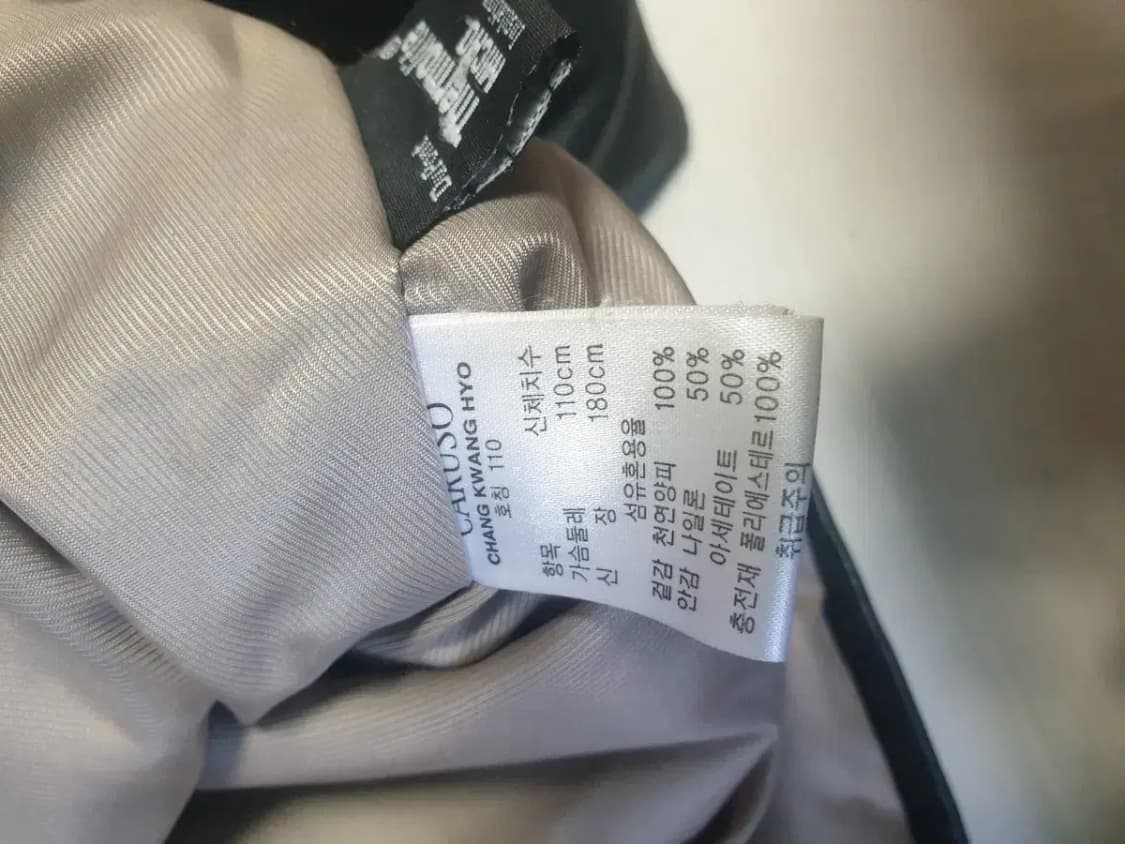 CARUSO
CHANG KWANG HYO
호칭 110
항목 신체치수
가슴둘레 110cm
신 장 180cm
섬유혼용율
겉감 천연양피 100%
안감 나일론 50%
아세테이트 50%
충전재 폴리에스테르 100%
취급주의